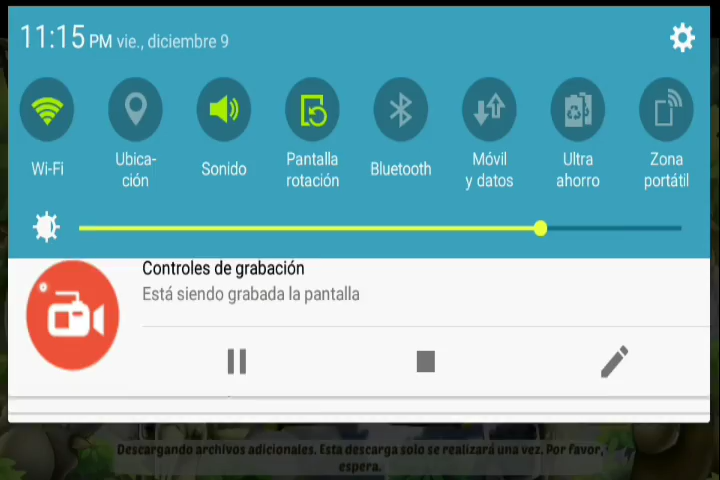 11:15 PM vie., diciembre 9
Wi-Fi
Ubica-
ción
Sonido
Pantalla
rotación
Bluetooth
Móvil
y datos
Ultra
ahorro
Zona
portátil
Controles de grabación
Está siendo grabada la pantalla
Descargando archivos adicionales. Esta descarga solo se realizará una vez. Por favor,
espera.